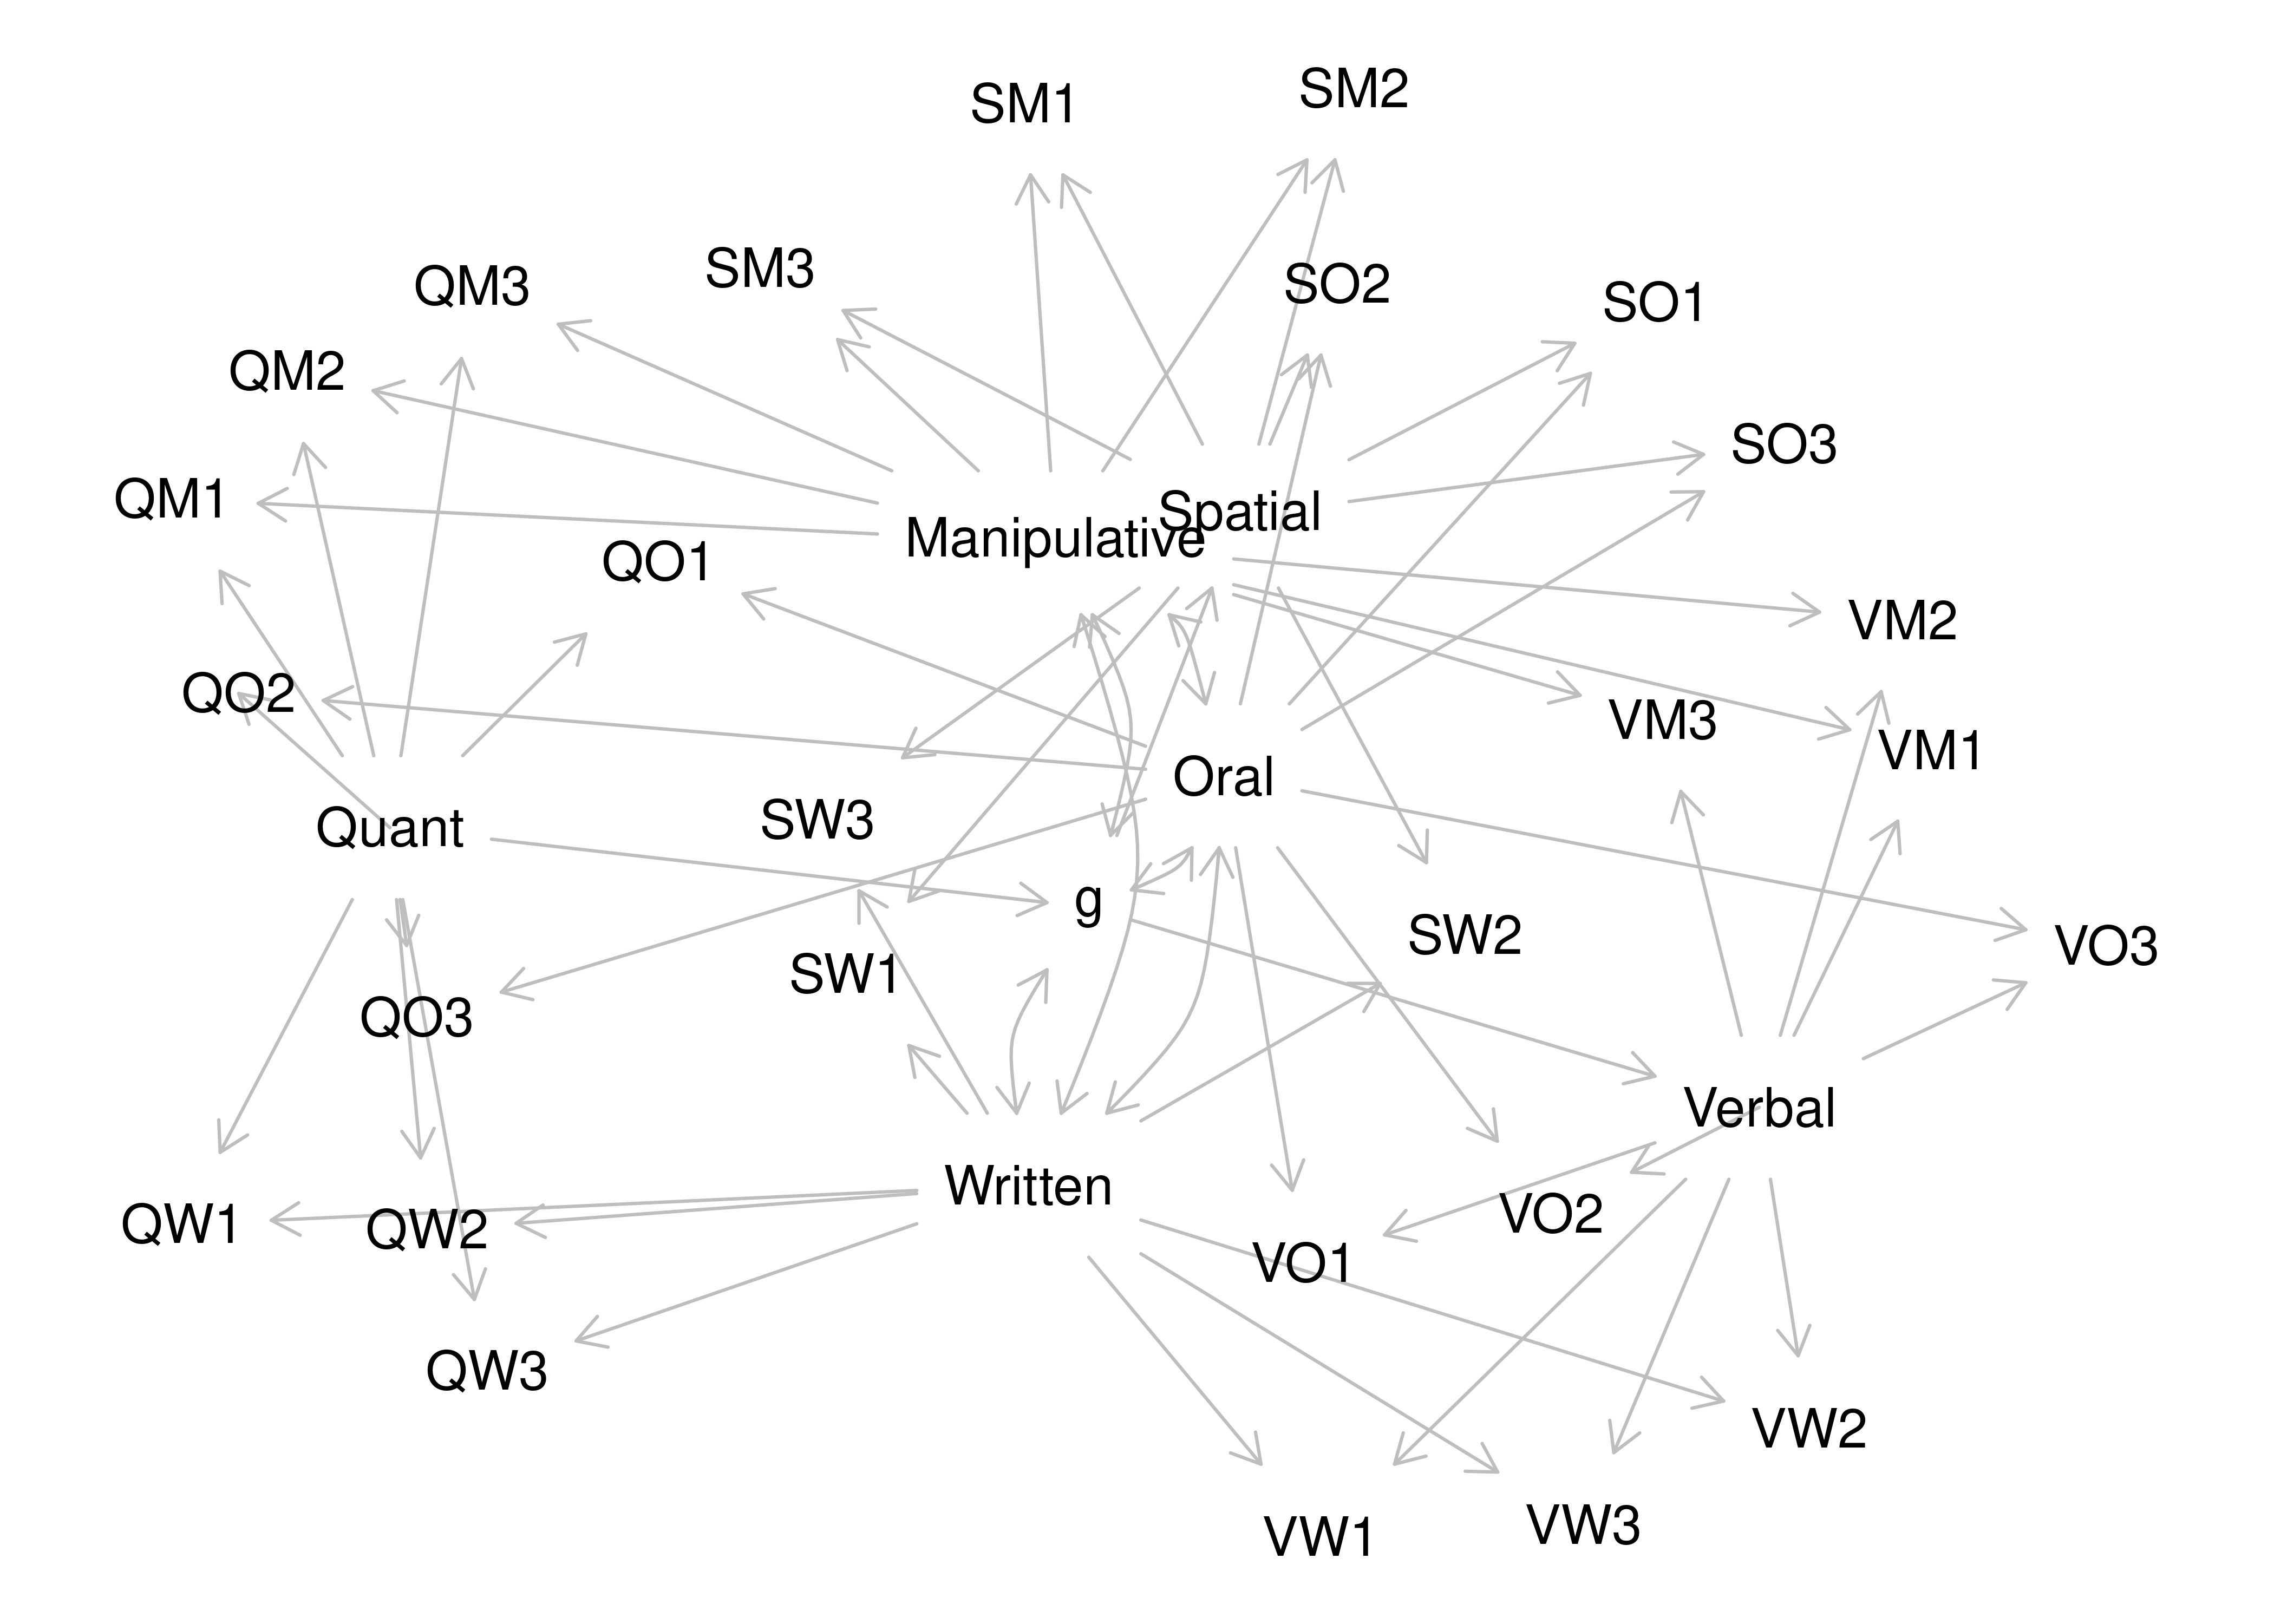 SM2
SM1
SM3
SO2
QM3
SO1
QM2
SO3
QM1
Spatial
Manipulative
QO1
VM2
QO2
VM3
VM1
Oral
SW3
Quant
g
SW2
VO3
SW1
QO3
Verbal
Written
VO2
QW1
QW2
VO1
QW3
VW2
VW3
VW1